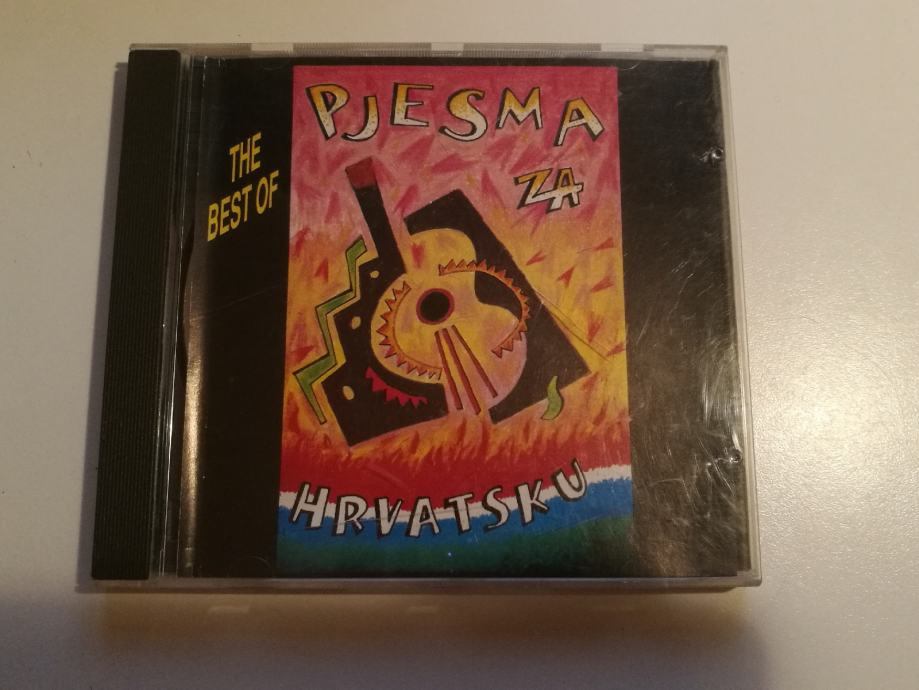 THE
BEST OF
PJESMA
ZA
HRVATSKU